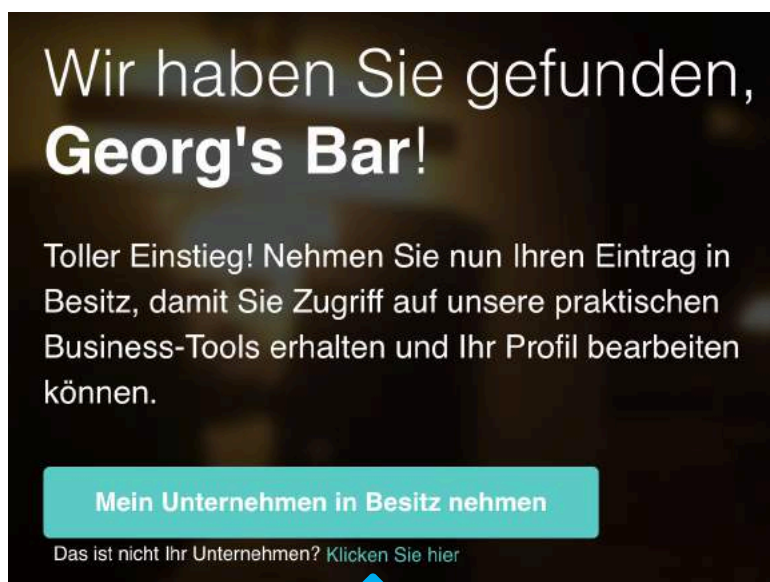 Wir haben Sie gefunden,
Georg's Bar!
Toller Einstieg! Nehmen Sie nun Ihren Eintrag in
Besitz, damit Sie Zugriff auf unsere praktischen
Business-Tools erhalten und Ihr Profil bearbeiten
können.
Mein Unternehmen in Besitz nehmen
Das ist nicht Ihr Unternehmen? Klicken Sie hier